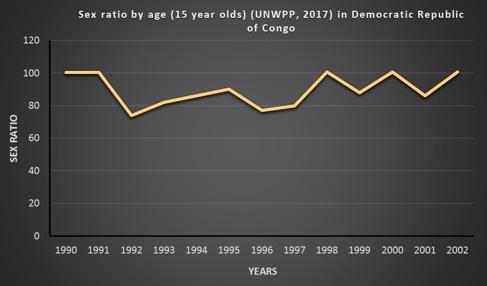 Sex ratio by age (15 year olds) (UNWPP, 2017) in Democratic Republic
of Congo
120
100
80
60
40
20
0
SEX RATIO
1990 1991 1992 1993 1994 1995 1996 1997 1998 1999 2000 2001 2002
YEARS